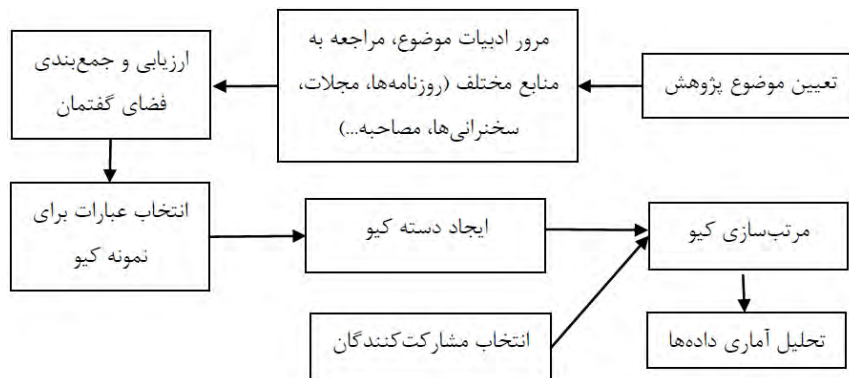 تعیین موضوع پژوهش
مرور ادبیات موضوع، مراجعه به
منابع مختلف (روزنامه‌ها، مجلات،
سخنرانی‌ها، مصاحبه...)
ارزیابی و جمع‌بندی
فضای گفتمان
انتخاب عبارات برای
نمونه کیو
ایجاد دسته کیو
مرتب‌سازی کیو
انتخاب مشارکت‌کنندگان
تحلیل آماری داده‌ها